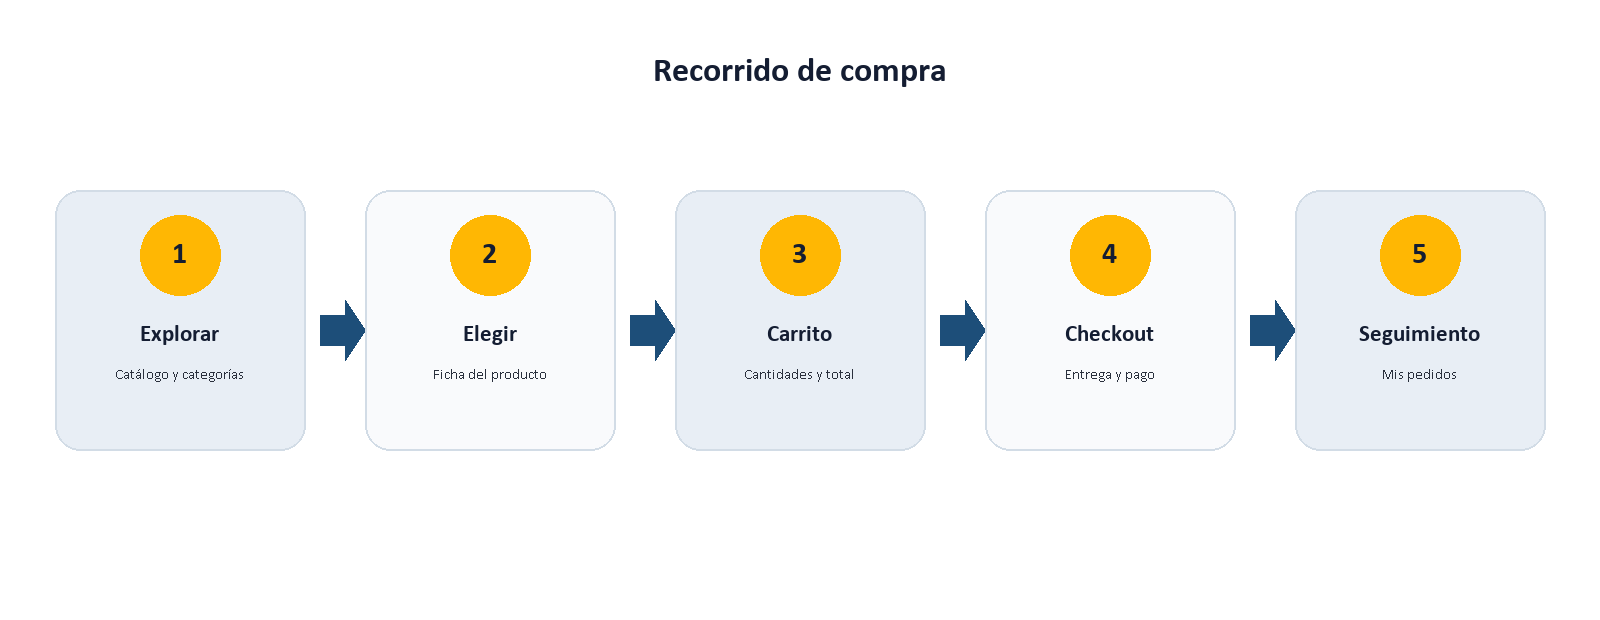 Recorrido de compra
1
Explorar
Catálogo y categorías
2
Elegir
Ficha del producto
3
Carrito
Cantidades y total
4
Checkout
Entrega y pago
5
Seguimiento
Mis pedidos